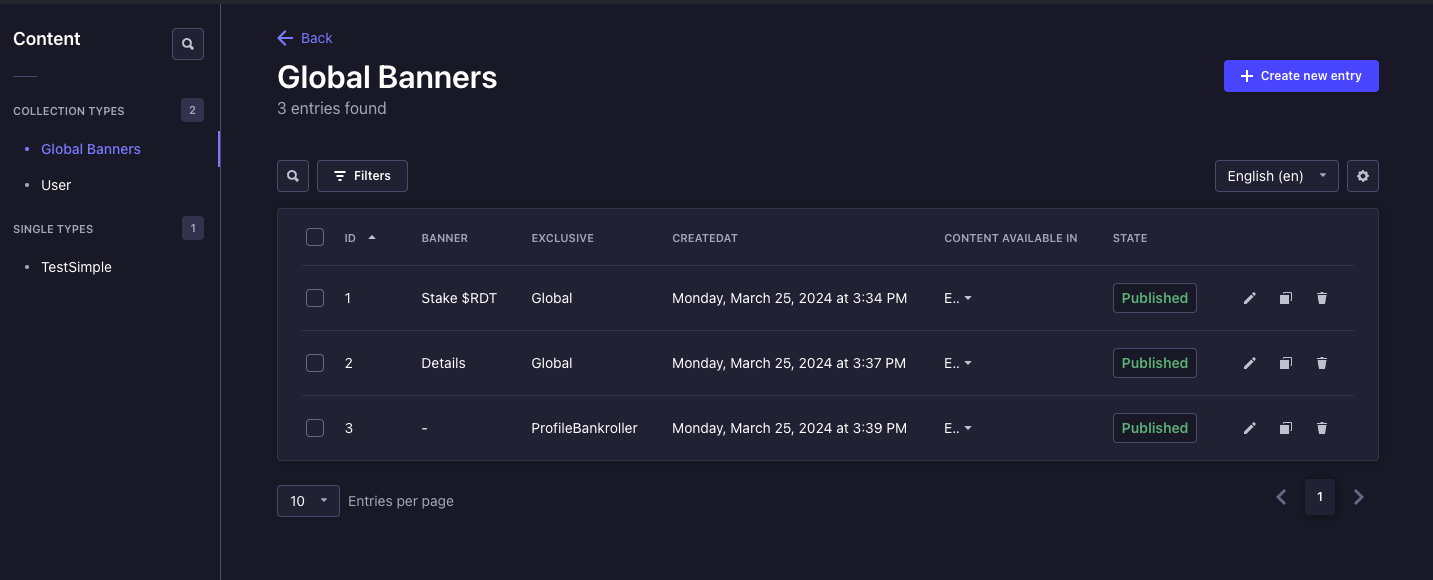 Content
COLLECTION TYPES 2
Global Banners
User
SINGLE TYPES 1
TestSimple
Back
Global Banners
3 entries found
Create new entry
Filters
English (en)
ID BANNER EXCLUSIVE CREATEDAT CONTENT AVAILABLE IN STATE
1 Stake $RDT Global Monday, March 25, 2024 at 3:34 PM E.. Published
2 Details Global Monday, March 25, 2024 at 3:37 PM E.. Published
3 - ProfileBankroller Monday, March 25, 2024 at 3:39 PM E.. Published
10 Entries per page
1